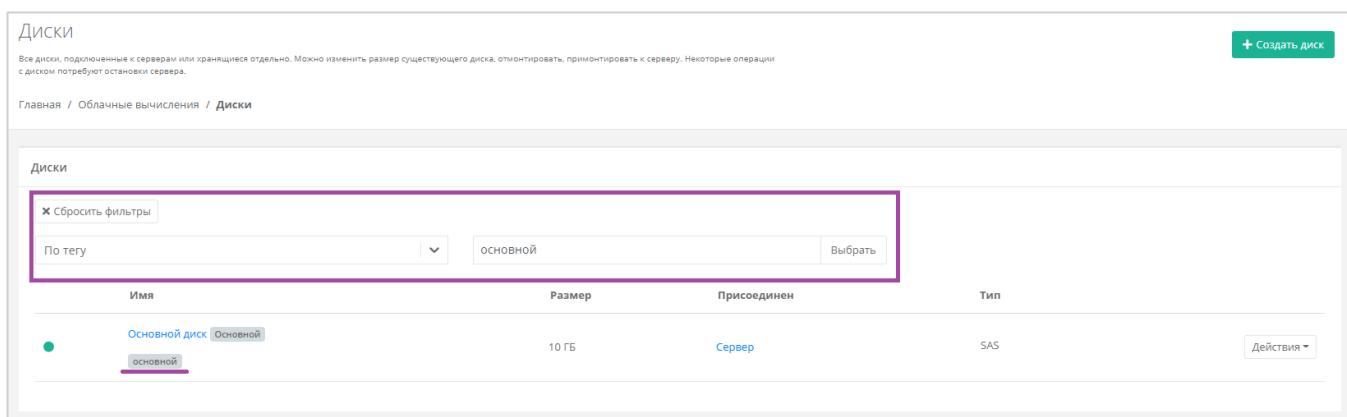 Диски
+ Создать диск
Все диски, подключенные к серверам или хранящиеся отдельно. Можно изменить размер существующего диска, отмонтировать, примонтировать к серверу. Некоторые операции
с диском потребуют остановки сервера.
Главная / Облачные вычисления / Диски
Диски
× Сбросить фильтры
По тегу основной Выбрать
Имя Размер Присоединен Тип
Основной диск Основной
10 ГБ Сервер SAS Действия
основной